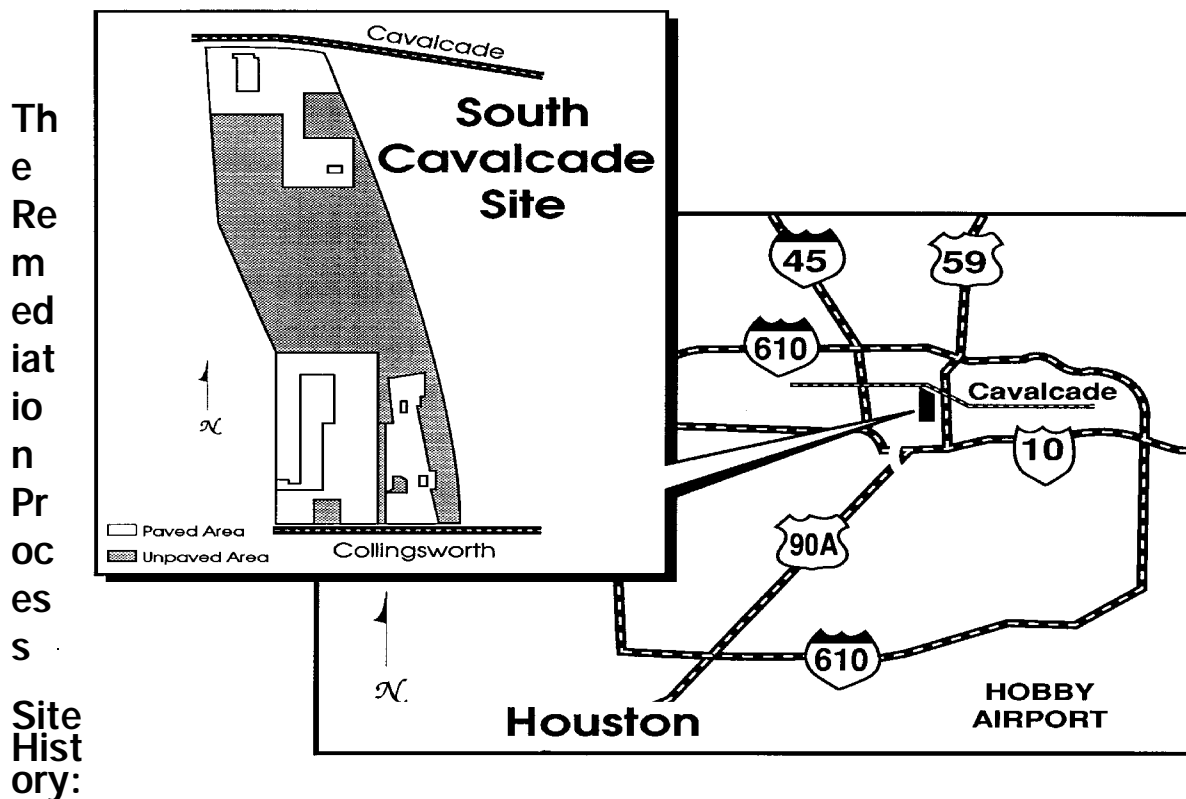 Th
e
Re
m
ed
iat
io
n
Pr
oc
es
s
Site
Hist
ory:
Cavalcade
South
Cavalcade
Site
N
Paved Area
Unpaved Area
Collingsworth
45
59
610
Cavalcade
10
90A
610
N
Houston
HOBBY
AIRPORT